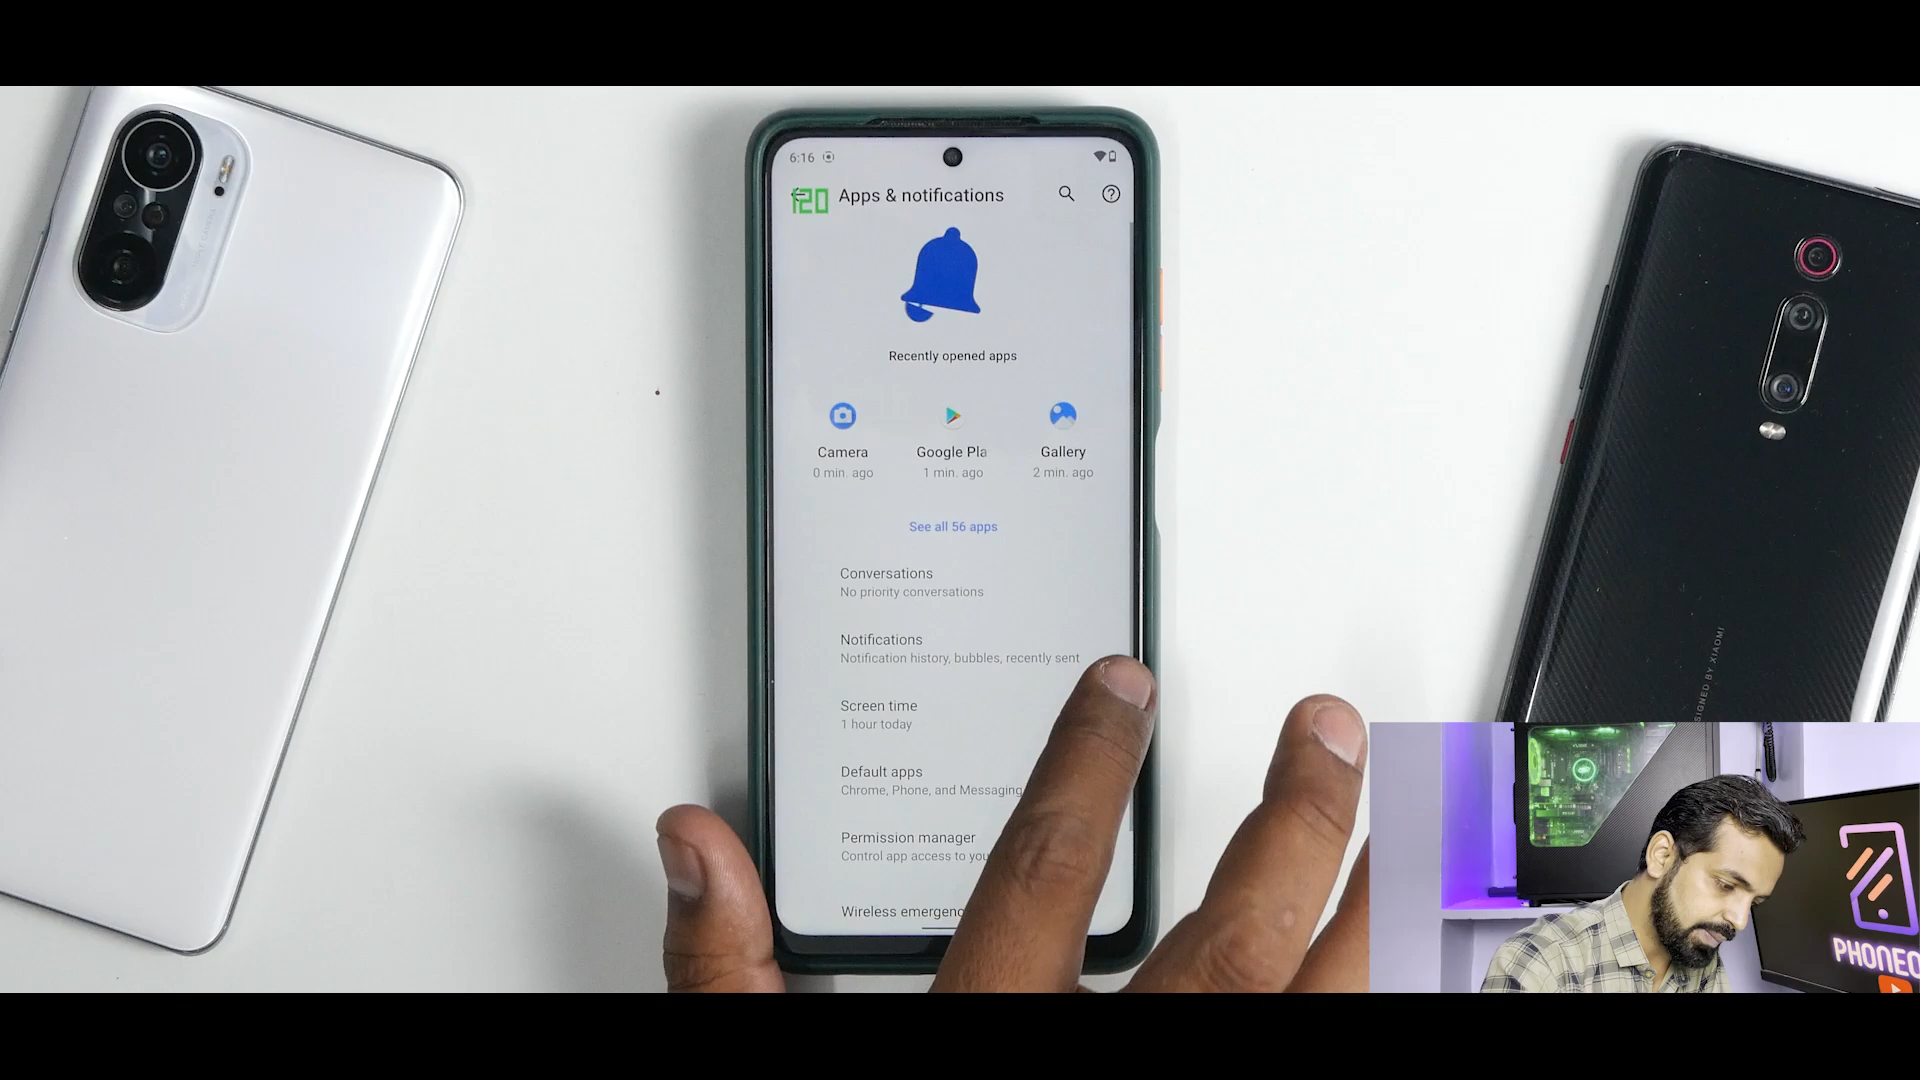 6:16
120
Apps & notifications
Recently opened apps
Camera
Google Pla
Gallery
0 min. ago
1 min. ago
2 min. ago
See all 56 apps
Conversations
No priority conversations
Notifications
Notification history, bubbles, recently sent
Screen time
1 hour today
Default apps
Chrome, Phone, and Messaging
Permission manager
Control app access to you
Wireless emergenc
SIGNED BY XIAOMI
PHONEO